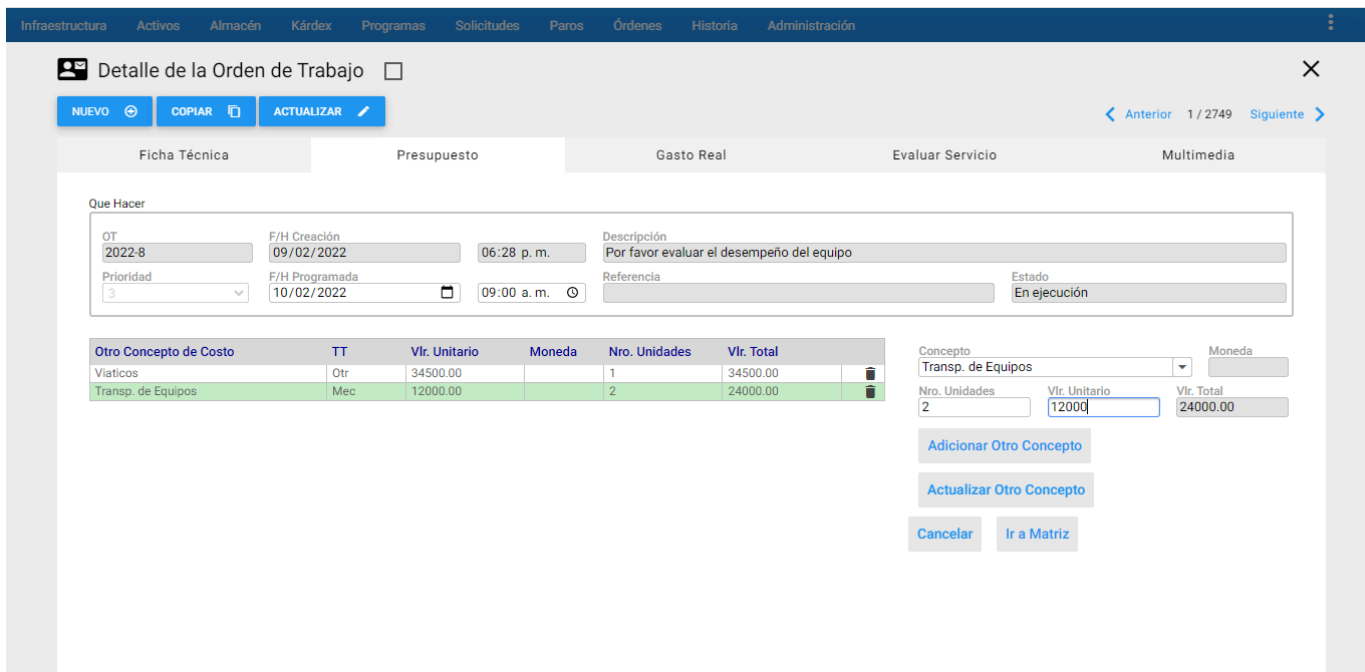 Infraestructura Activos Almacén Kárdex Programas Solicitudes Paros Órdenes Historia Administración
Detalle de la Orden de Trabajo
NUEVO COPIAR ACTUALIZAR
Anterior 1 / 2749 Siguiente
Ficha Técnica Presupuesto Gasto Real Evaluar Servicio Multimedia
Que Hacer
OT F/H Creación Descripción
2022-8 09/02/2022 06:28 p. m. Por favor evaluar el desempeño del equipo
Prioridad F/H Programada Referencia Estado
3 10/02/2022 09:00 a. m. En ejecución
Otro Concepto de Costo TT Vlr. Unitario Moneda Nro. Unidades Vlr. Total
Viaticos Otr 34500.00 1 34500.00
Transp. de Equipos Mec 12000.00 2 24000.00
Concepto Moneda
Transp. de Equipos
Nro. Unidades Vlr. Unitario Vlr. Total
2 12000 24000.00
Adicionar Otro Concepto
Actualizar Otro Concepto
Cancelar Ir a Matriz